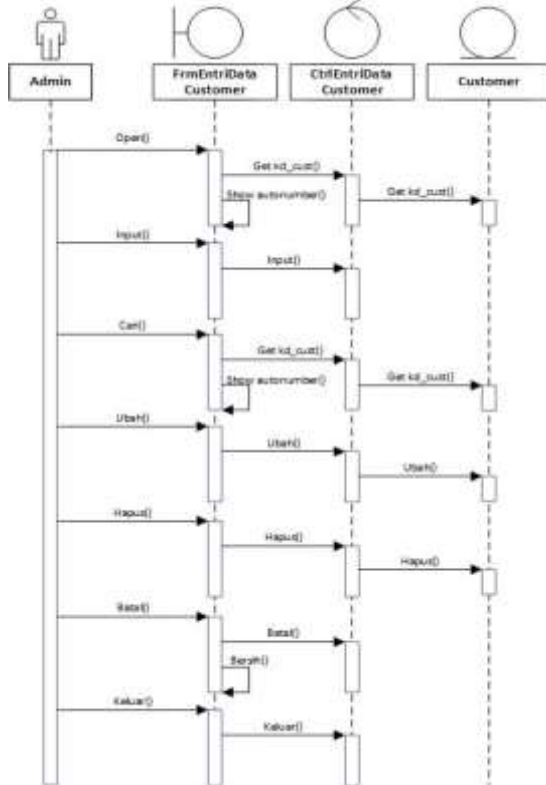 Admin
FrmEntriData
Customer
CtrlEntriData
Customer
Customer
Open()
Get kd_cust()
Show autonumber()
Get kd_cust()
Input()
Input()
Cari()
Get kd_cust()
Show autonumber()
Get kd_cust()
Ubah()
Ubah()
Ubah()
Hapus()
Hapus()
Hapus()
Batal()
Batal()
Bersih()
Keluar()
Keluar()